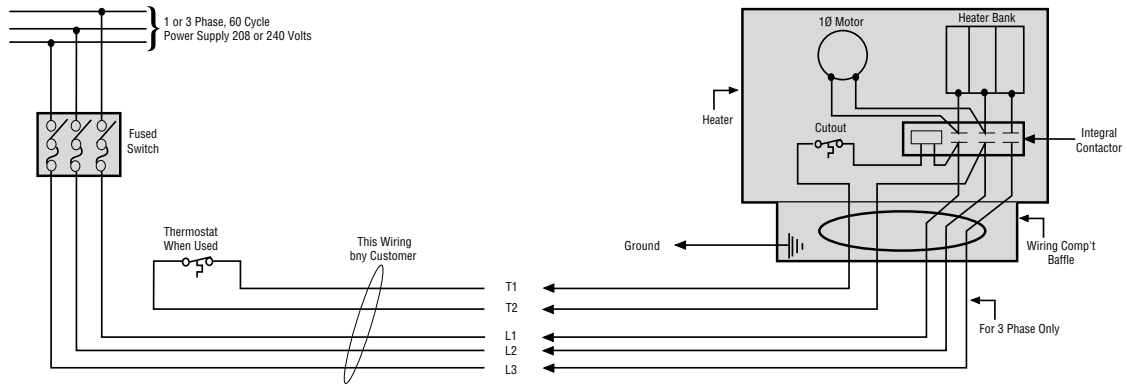 1 or 3 Phase, 60 Cycle
Power Supply 208 or 240 Volts
Fused
Switch
Thermostat
When Used
This Wiring
bny Customer
T1
T2
L1
L2
L3
1Ø Motor
Heater Bank
Heater
Cutout
Integral
Contactor
Ground
Wiring Comp't
Baffle
For 3 Phase Only